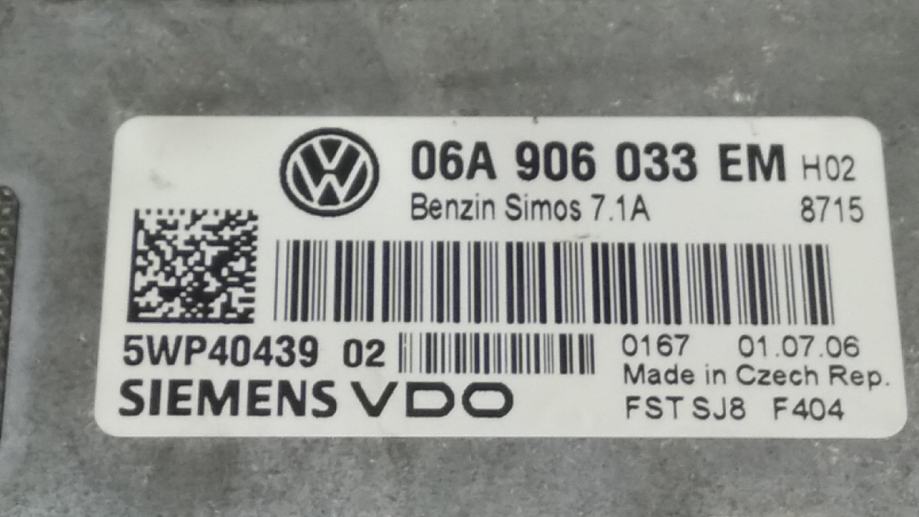 06A 906 033 EM H02
Benzin Simos 7.1A 8715
5WP40439 02
0167 01.07.06
Made in Czech Rep.
SIEMENS VDO
FST SJ8 F404